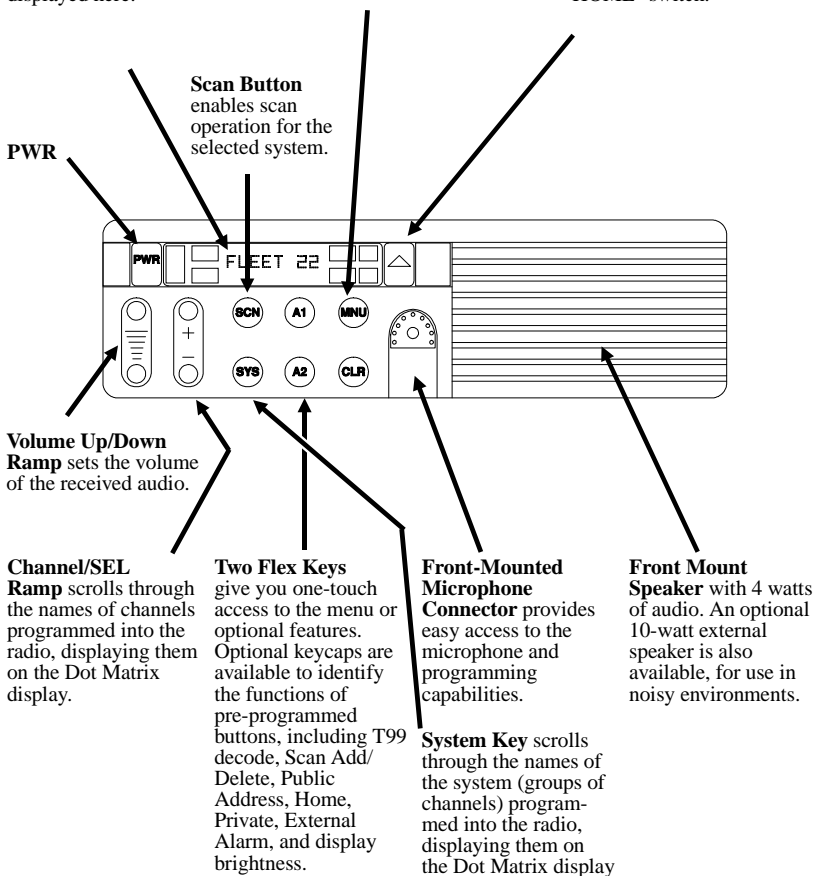 Scan Button
enables scan
operation for the
selected system.
PWR
PWR
FLEET 22
SCN
A1
MNU
+
–
SYS
A2
CLR
Volume Up/Down
Ramp sets the volume
of the received audio.
Channel/SEL
Ramp scrolls through
the names of channels
programmed into the
radio, displaying them
on the Dot Matrix
display.
Two Flex Keys
give you one-touch
access to the menu or
optional features.
Optional keycaps are
available to identify
the functions of
pre-programmed
buttons, including T99
decode, Scan Add/
Delete, Public
Address, Home,
Private, External
Alarm, and display
brightness.
Front-Mounted
Microphone
Connector provides
easy access to the
microphone and
programming
capabilities.
System Key scrolls
through the names of
the system (groups of
channels) program-
med into the radio,
displaying them on
the Dot Matrix display
Front Mount
Speaker with 4 watts
of audio. An optional
10-watt external
speaker is also
available, for use in
noisy environments.